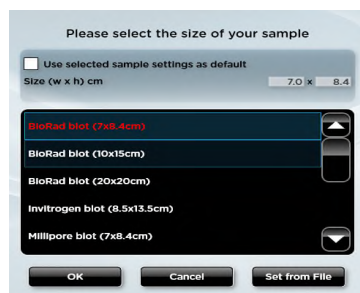 Please select the size of your sample
Use selected sample settings as default
Size (w x h) cm 7.0 x 8.4
BioRad blot (7x8.4cm)
BioRad blot (10x15cm)
BioRad blot (20x20cm)
Invitrogen blot (8.5x13.5cm)
Millipore blot (7x8.4cm)
OK Cancel Set from File